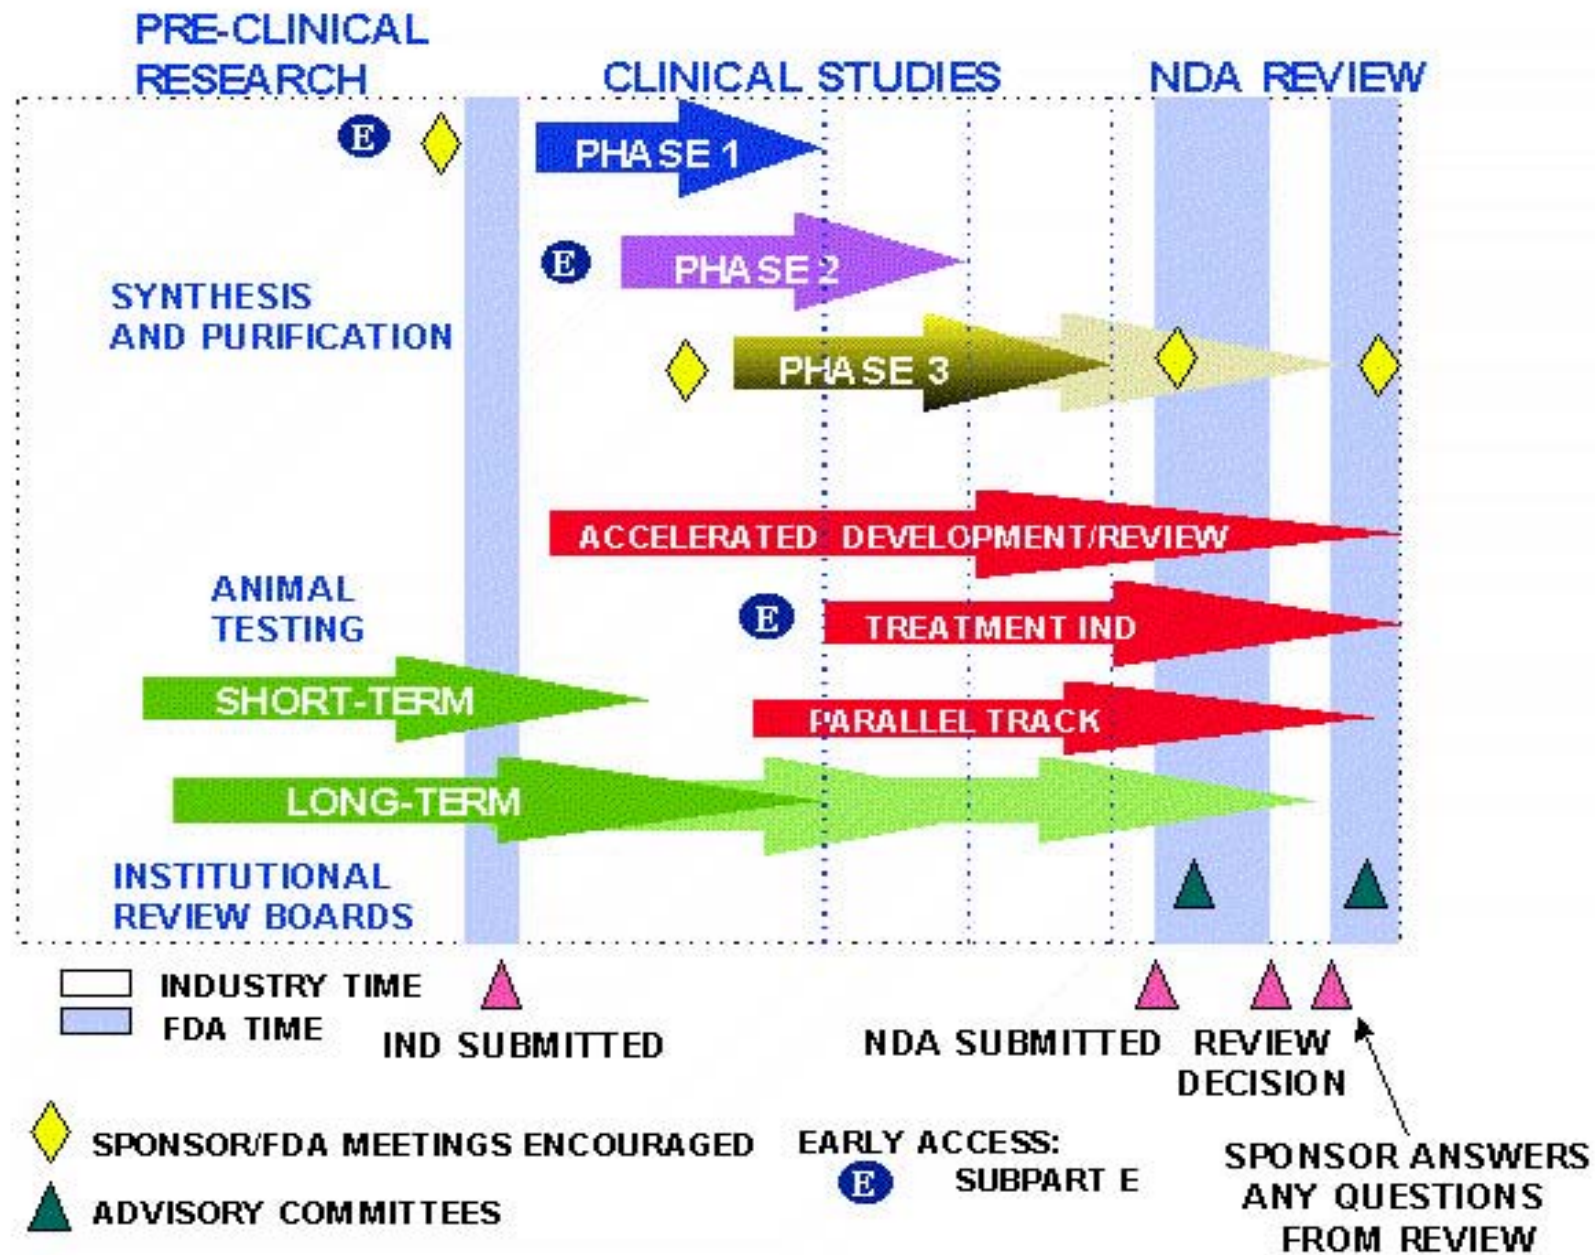 PRE-CLINICAL
RESEARCH
CLINICAL STUDIES
NDA REVIEW
E
PHASE 1
E
PHASE 2
SYNTHESIS
AND PURIFICATION
PHASE 3
ACCELERATED DEVELOPMENT/REVIEW
ANIMAL
TESTING
E
TREATMENT IND
SHORT-TERM
PARALLEL TRACK
LONG-TERM
INSTITUTIONAL
REVIEW BOARDS
INDUSTRY TIME
FDA TIME
IND SUBMITTED
NDA SUBMITTED
REVIEW
DECISION
SPONSOR/FDA MEETINGS ENCOURAGED
ADVISORY COMMITTEES
EARLY ACCESS:
E SUBPART E
SPONSOR ANSWERS
ANY QUESTIONS
FROM REVIEW